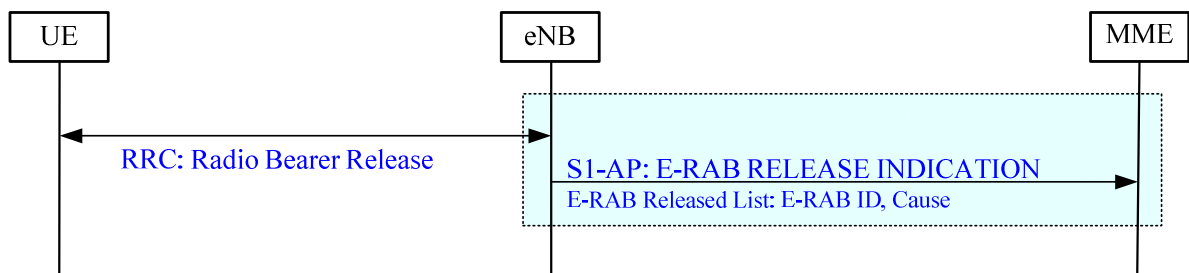 UE
eNB
MME
RRC: Radio Bearer Release
S1-AP: E-RAB RELEASE INDICATION
E-RAB Released List: E-RAB ID, Cause